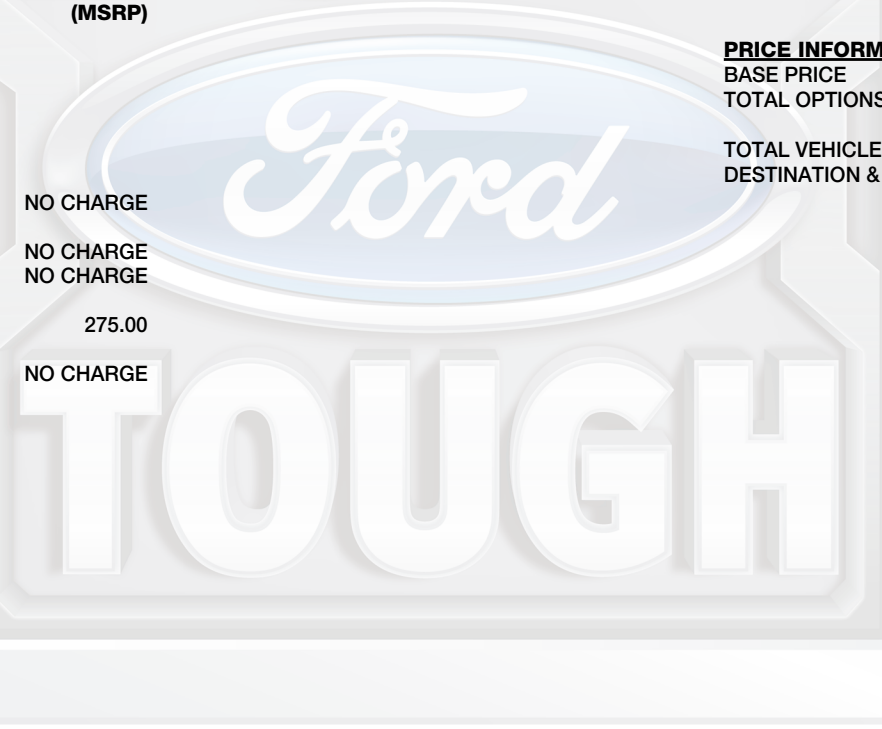 (MSRP)
PRICE INFORM
BASE PRICE
TOTAL OPTIONS
TOTAL VEHICLE
DESTINATION &
NO CHARGE
NO CHARGE
NO CHARGE
275.00
NO CHARGE
Ford
TOUGH